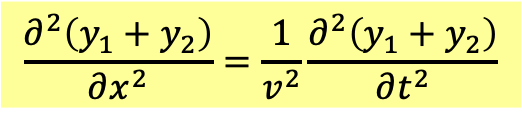 ∂²(y₁ + y₂)/∂x² = 1/v² ∂²(y₁ + y₂)/∂t²